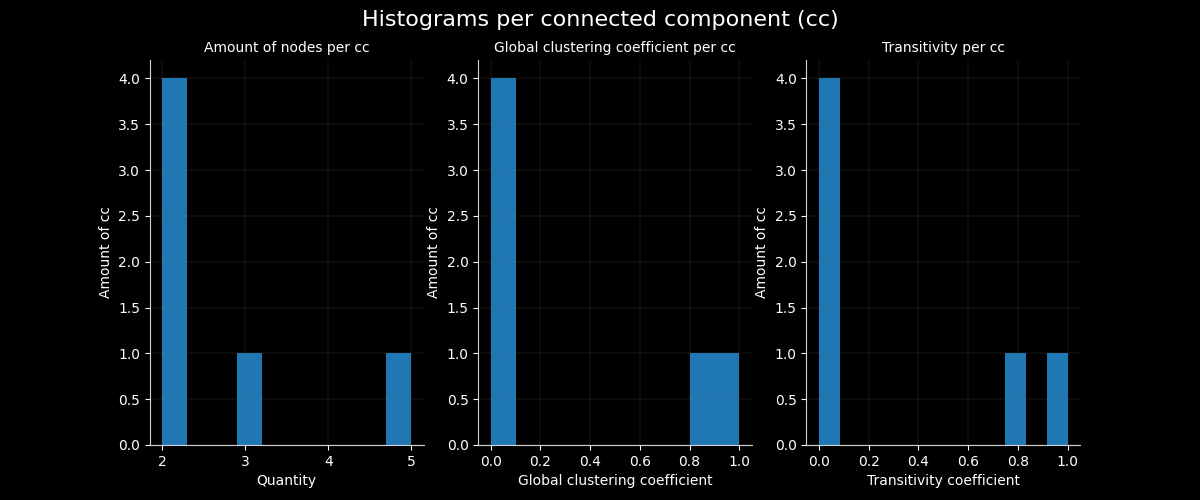 Histograms per connected component (cc)
Amount of nodes per cc
Amount of cc
4.0
3.5
3.0
2.5
2.0
1.5
1.0
0.5
0.0
2 3 4 5
Quantity
Global clustering coefficient per cc
Amount of cc
4.0
3.5
3.0
2.5
2.0
1.5
1.0
0.5
0.0
0.0 0.2 0.4 0.6 0.8 1.0
Global clustering coefficient
Transitivity per cc
Amount of cc
4.0
3.5
3.0
2.5
2.0
1.5
1.0
0.5
0.0
0.0 0.2 0.4 0.6 0.8 1.0
Transitivity coefficient